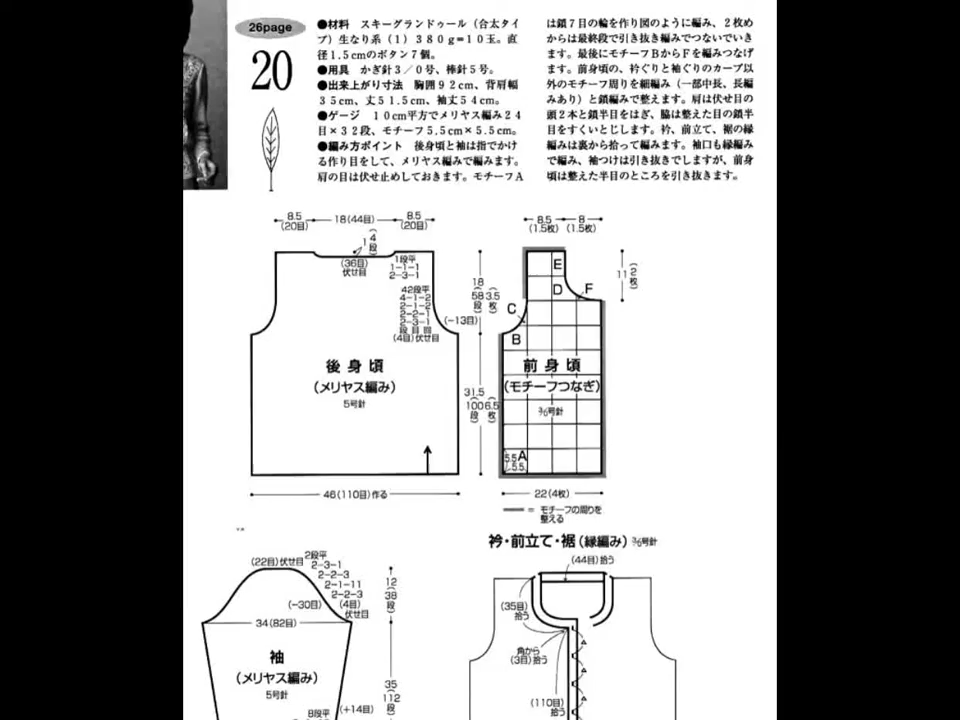 26page
20
●材料　スキーグランドゥール（合太タイ
プ）生なり系（1）380g＝10玉。直
径1.5cmのボタン7個。
●用具　かぎ針3／0号、棒針5号。
●出来上がり寸法　胸囲92cm、背肩幅
35cm、丈51.5cm、袖丈54cm。
●ゲージ　10cm平方でメリヤス編み24
目×32段、モチーフ5.5cm×5.5cm。
●編み方ポイント　後身頃と袖は指でかけ
る作り目をして、メリヤス編みで編みます。
肩の目は伏せ止めしておきます。モチーフA
は鎖7目の輪を作り図のように編み、2枚め
からは最終段で引き抜き編みでつないでいき
ます。最後にモチーフBからFを編みつなげ
ます。前身頃の、衿ぐりと袖ぐりのカーブ以
外のモチーフ周りを細編み（一部中長、長編
みあり）と鎖編みで整えます。肩は伏せ目の
頭2本と鎖半目をはぎ、脇は整えた目の鎖半
目をすくいとじします。衿、前立て、裾の縁
編みは裏から拾って編みます。袖口も縁編み
で編み、袖つけは引き抜きでしますが、前身
頃は整えた半目のところを引き抜きます。
8.5
(20目)
18(44目)
8.5
(20目)
1(4段)
(36目)
伏せ目
1段平
1-1-1
2-3-1
42段平
4-1-2
2-1-2
2-2-1
2-3-1
段目回
(4目)伏せ目
(-13目)
18(58段)
(3.5枚)
31.5(100段)
(6.5枚)
後身頃
(メリヤス編み)
5号針
46(110目)作る
8.5
(1.5枚)
8
(1.5枚)
11(2枚)
E
D
F
C
B
前身頃
(モチーフつなぎ)
3/0号針
5.5
A
5.5
22(4枚)
= モチーフの周りを
整える
衿・前立て・裾(縁編み) 3/0号針
(44目)拾う
(35目)
拾う
角から
(3目)拾う
(110目)
拾う
(22目)伏せ目
2段平
2-3-1
2-2-3
2-1-11
2-2-3
(4目)
伏せ目
(-30目)
12(38段)
34(82目)
袖
(メリヤス編み)
5号針
35(112段)
8段平
(+14目)